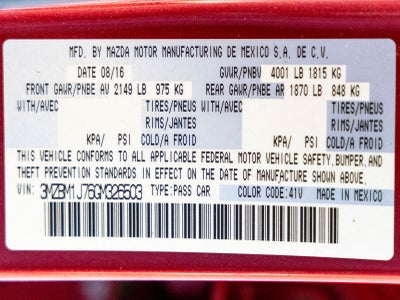 MFD. BY MAZDA MOTOR MANUFACTURING DE MEXICO S.A. DE C.V.
DATE 08/16 GVWR/PNBV 4001 LB 1815 KG
FRONT GAWR/PNBE AV 2149 LB 975 KG REAR GAWR/PNBE AR 1870 LB 848 KG
WITH/AVEC TIRES/PNEUS WITH/AVEC TIRES/PNEUS
RIMS/JANTES RIMS/JANTES
KPA/ PSI COLD/A FROID KPA/ PSI COLD/A FROID
THIS VEHICLE CONFORMS TO ALL APPLICABLE FEDERAL MOTOR VEHICLE SAFETY, BUMPER, AND
THEFT PREVENTION STANDARDS IN EFFECT ON THE DATE OF MANUFACTURE SHOWN ABOVE.
VIN: 3MZBM1J76GM326503 TYPE: PASS CAR COLOR CODE: 41V MADE IN MEXICO